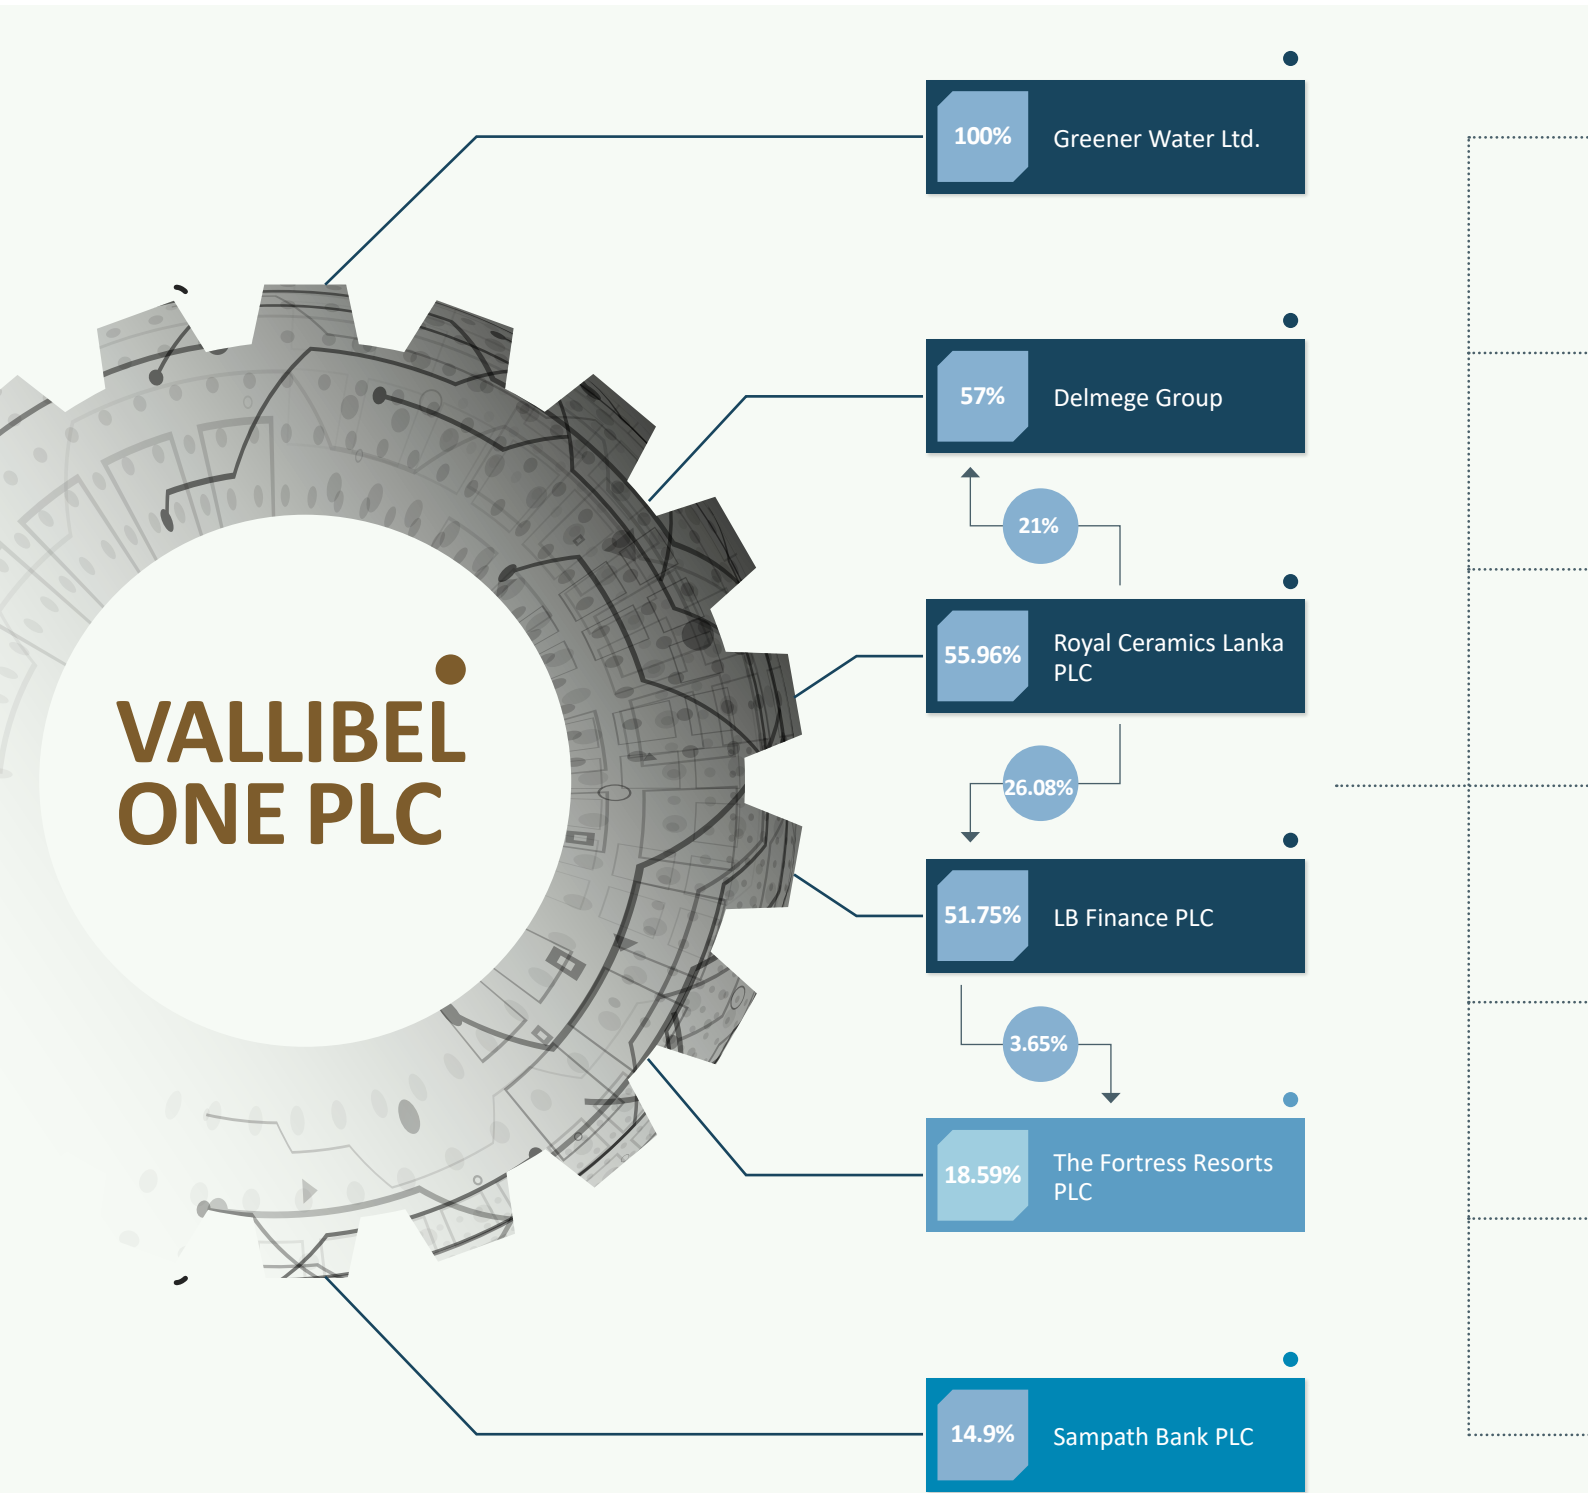 VALLIBEL
ONE PLC
100%
Greener Water Ltd.
57%
Delmege Group
21%
55.96%
Royal Ceramics Lanka
PLC
26.08%
51.75%
LB Finance PLC
3.65%
18.59%
The Fortress Resorts
PLC
14.9%
Sampath Bank PLC